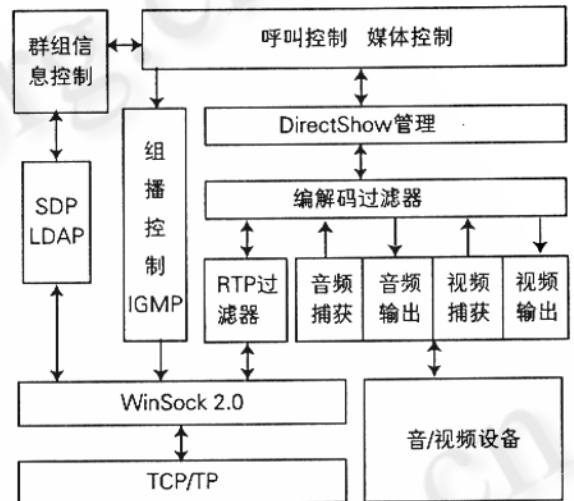 群组信
息控制
呼叫控制 媒体控制
DirectShow管理
组
播
控
制
IGMP
SDP
LDAP
编解码过滤器
RTP过
滤器
音频
捕获
音频
输出
视频
捕获
视频
输出
WinSock 2.0
音/视频设备
TCP/TP